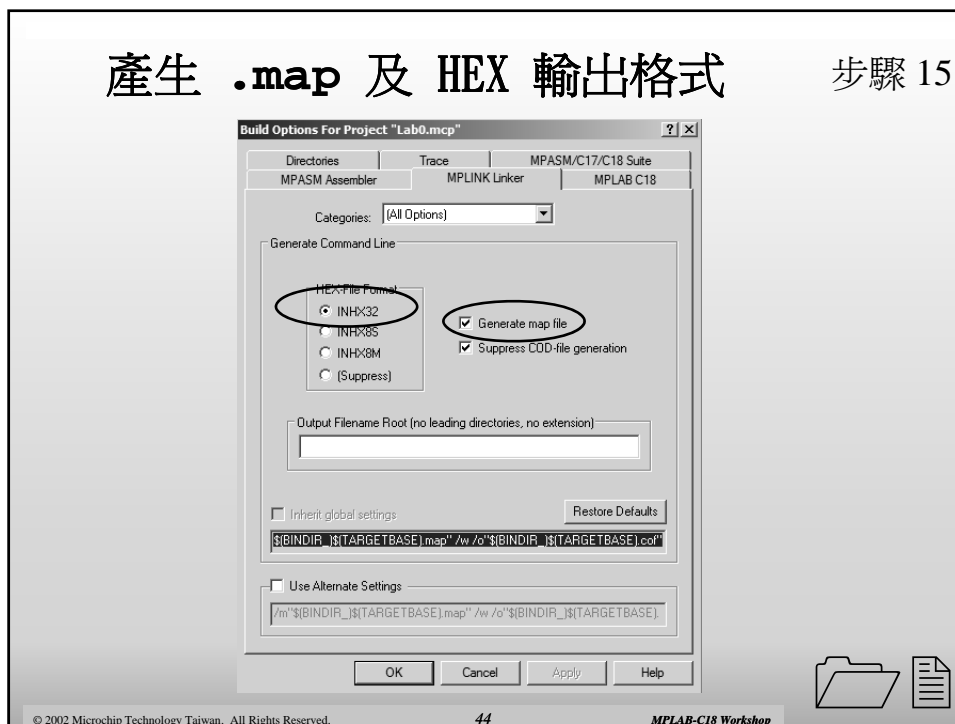 產生 .map 及 HEX 輸出格式
步驟 15
Build Options For Project "Lab0.mcp"
Directories
Trace
MPASM/C17/C18 Suite
MPASM Assembler
MPLINK Linker
MPLAB C18
Categories: (All Options)
Generate Command Line
HEX-File Format
INHX32
INHX8S
INHX8M
(Suppress)
Generate map file
Suppress COD-file generation
Output Filename Root (no leading directories, no extension)
Inherit global settings
Restore Defaults
$(BINDIR_)$(TARGETBASE).map" /w /o"$(BINDIR_)$(TARGETBASE).cof"
Use Alternate Settings
/m"$(BINDIR_)$(TARGETBASE).map" /w /o"$(BINDIR_)$(TARGETBASE).
OK
Cancel
Apply
Help
© 2002 Microchip Technology Taiwan. All Rights Reserved.
44
MPLAB-C18 Workshop